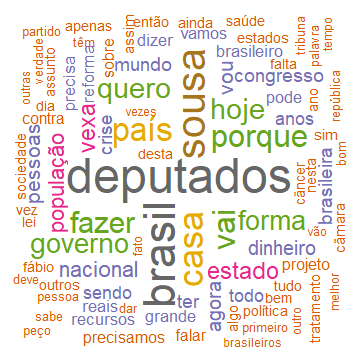 partido
apenas
então
ainda
saúde
tribuna
palavra
tempo
outras
verdade
assunto
têm
reforma
sobre
assim
dizer
vamos
estados
brasileiro
falta
república
precisa
mundo
sousa
vou
congresso
dia
quero
hoje
pode
ano
contra
crise
vezes
país
porque
anos
sim
bom
sociedade
pessoas
população
vexa
desta
câncer
nesta
brasileira
câmara
deputados
vez
lei
fazer
brasil
casa
vai
forma
vão
governo
fato
dinheiro
fábio
nacional
estado
projeto
deve
outros
pessoa
sendo
ter
agora
todo
tudo
bem
tratamento
melhor
sabe
reais
dar
recursos
grande
algo
política
outro
peço
precisamos
falar
primeiro
brasileiros